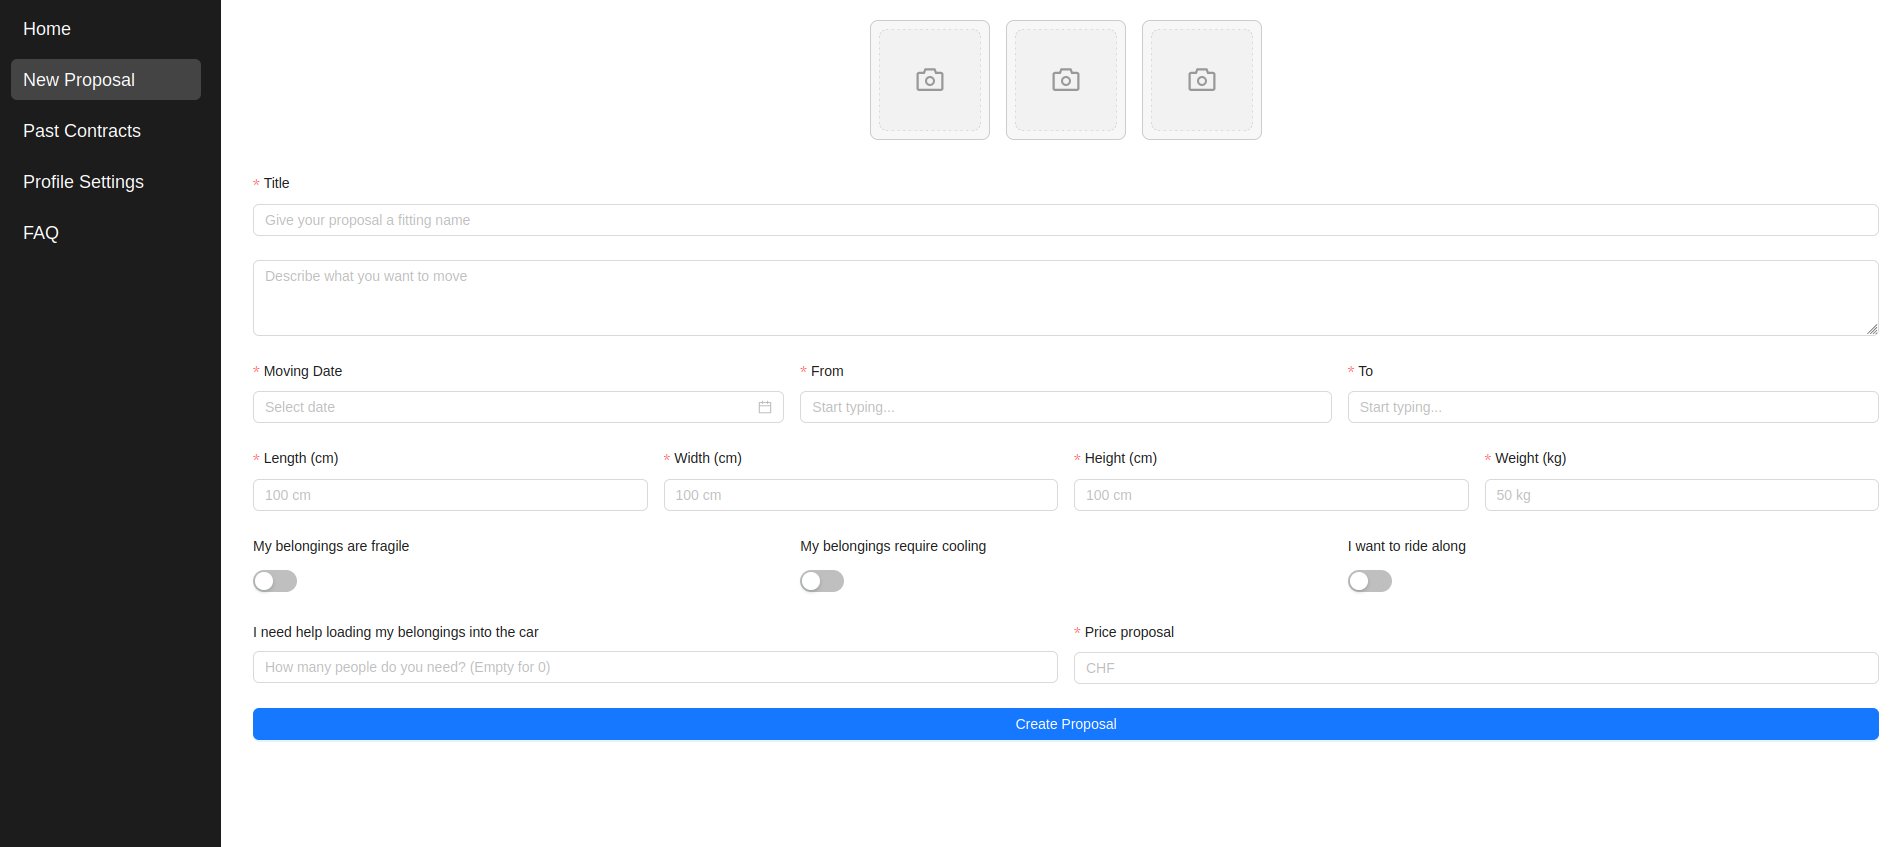 Home
New Proposal
Past Contracts
Profile Settings
FAQ
* Title
Give your proposal a fitting name
Describe what you want to move
* Moving Date
* From
* To
Select date
Start typing...
Start typing...
* Length (cm)
* Width (cm)
* Height (cm)
* Weight (kg)
100 cm
100 cm
100 cm
50 kg
My belongings are fragile
My belongings require cooling
I want to ride along
I need help loading my belongings into the car
* Price proposal
How many people do you need? (Empty for 0)
CHF
Create Proposal